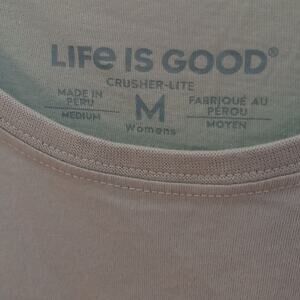 LIFE IS GOOD®
CRUSHER-LITE
MADE IN
PERU
MEDIUM
M
Womens
FABRIQUÉ AU
PÉROU
MOYEN